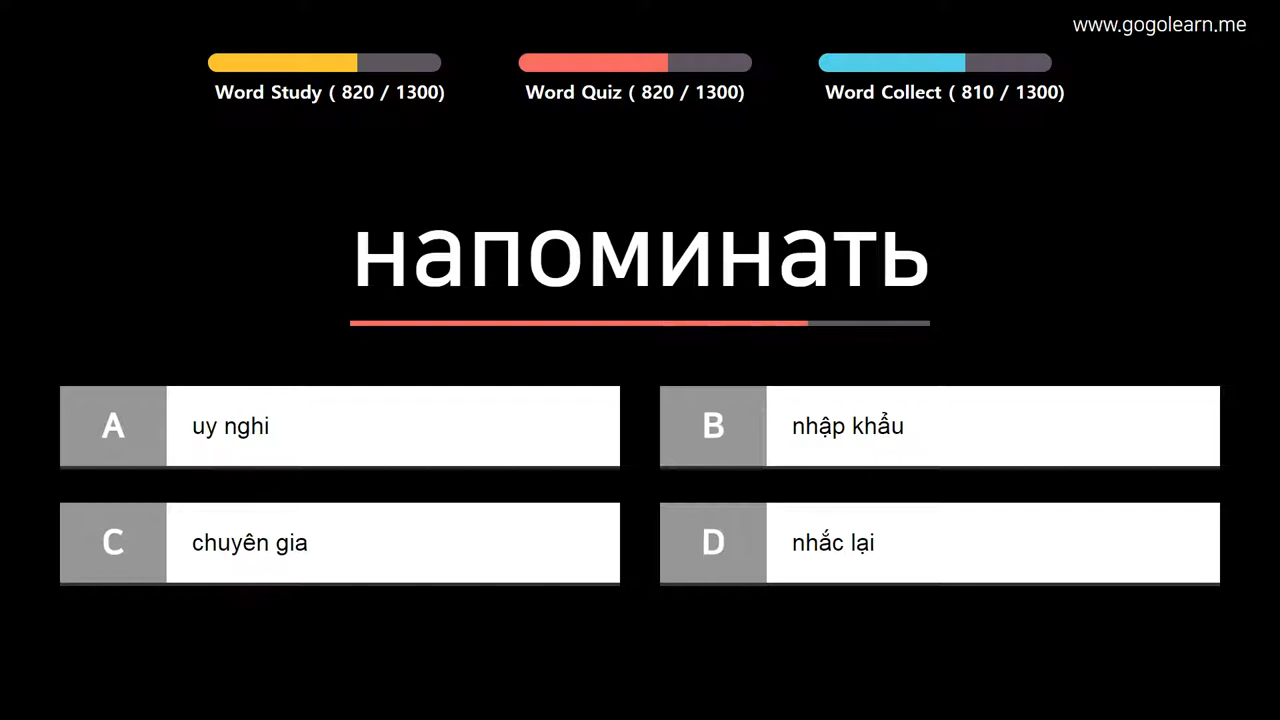 www.gogolearn.me
Word Study ( 820 / 1300)
Word Quiz ( 820 / 1300)
Word Collect ( 810 / 1300)
напоминать
A uy nghi
B nhập khẩu
C chuyên gia
D nhắc lại